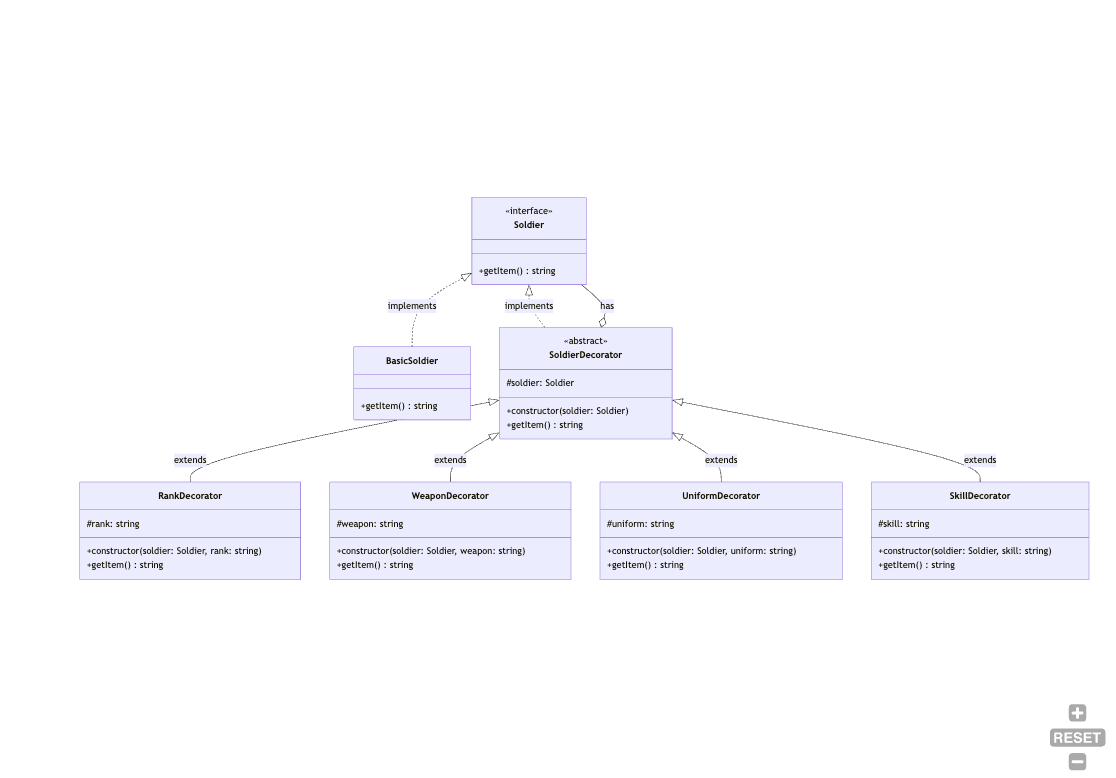 «interface»
Soldier
+getItem() : string
implements
implements
has
«abstract»
SoldierDecorator
#soldier: Soldier
+constructor(soldier: Soldier)
+getItem() : string
BasicSoldier
+getItem() : string
extends
extends
extends
extends
RankDecorator
#rank: string
+constructor(soldier: Soldier, rank: string)
+getItem() : string
WeaponDecorator
#weapon: string
+constructor(soldier: Soldier, weapon: string)
+getItem() : string
UniformDecorator
#uniform: string
+constructor(soldier: Soldier, uniform: string)
+getItem() : string
SkillDecorator
#skill: string
+constructor(soldier: Soldier, skill: string)
+getItem() : string
RESET